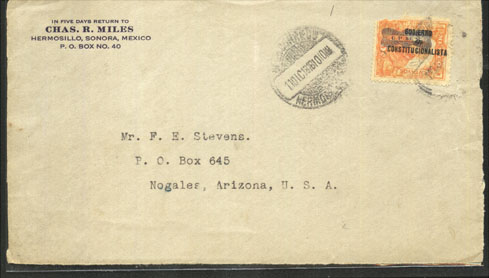 IN FIVE DAYS RETURN TO
CHAS. R. MILES
HERMOSILLO, SONORA, MEXICO
P. O. BOX NO. 40
GOBIERNO
CONSTITUCIONALISTA
Mr. F. E. Stevens.
P. O. Box 645
Nogales, Arizona, U. S. A.